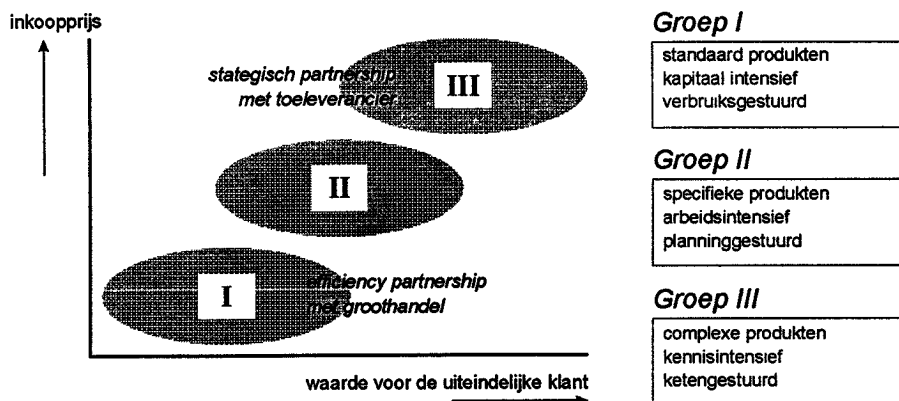 inkoopprijs
stategisch partnership
met toeleverancier
III
II
I
efficiency partnership
met groothandel
waarde voor de uiteindelijke klant
Groep I
standaard produkten
kapitaal intensief
verbruiksgestuurd
Groep II
specifieke produkten
arbeidsintensief
planninggestuurd
Groep III
complexe produkten
kennisintensief
ketengestuurd